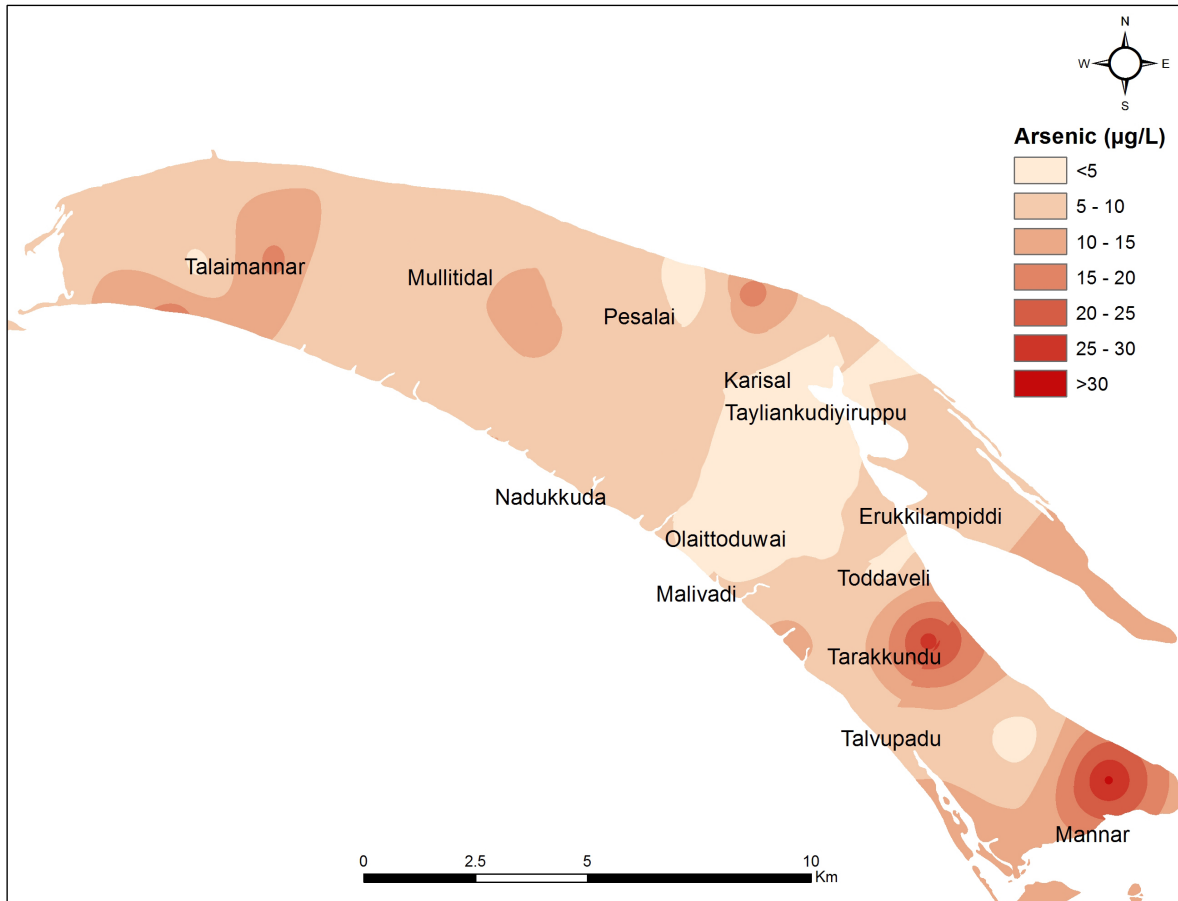 N
W E
S
Arsenic (µg/L)
<5
5 - 10
10 - 15
15 - 20
20 - 25
25 - 30
>30
Talaimannar
Mullitidal
Pesalai
Karisal
Tayliankudiyiruppu
Nadukkuda
Erukkilampiddi
Olaittoduwai
Toddaveli
Malivadi
Tarakkundu
Talvupadu
Mannar
0 2.5 5 10
Km